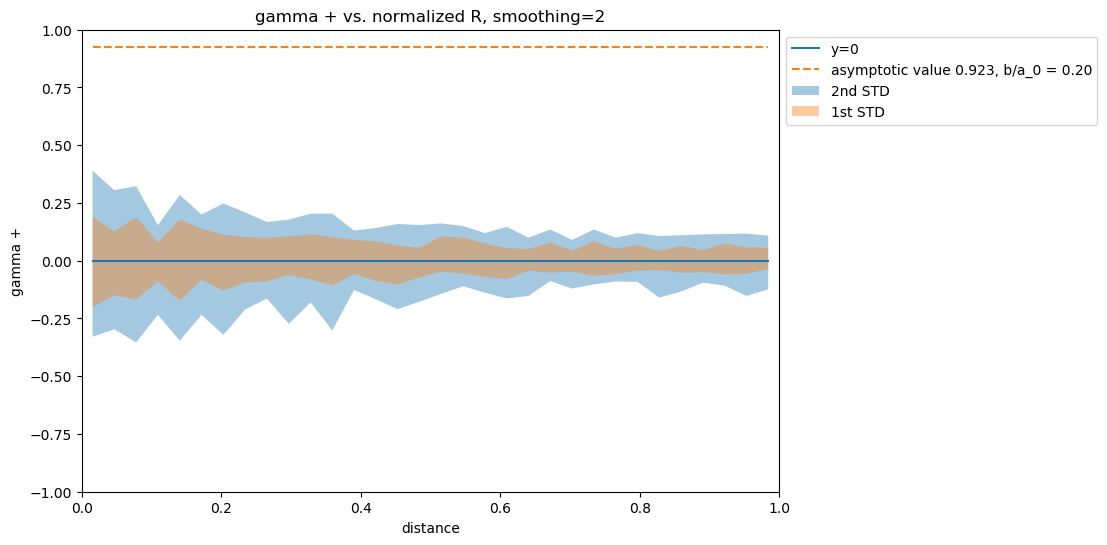 gamma + vs. normalized R, smoothing=2
1.00
0.75
0.50
0.25
0.00
−0.25
−0.50
−0.75
−1.00
gamma +
0.0
0.2
0.4
0.6
0.8
1.0
distance
y=0
asymptotic value 0.923, b/a_0 = 0.20
2nd STD
1st STD